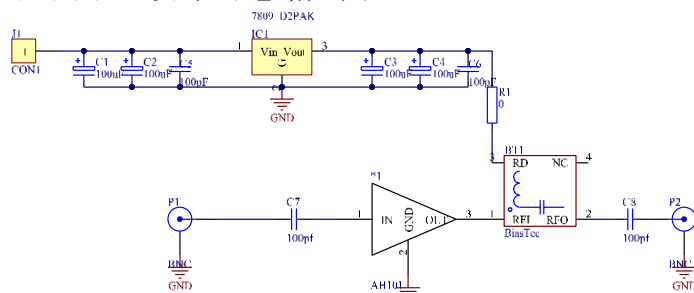 7809 D2PAK
J1
IC1
1
CON1
C1
100uF
C2
100uF
C5
100pF
1
Vin Vout
G
3
C3
100uF
C4
100uF
C6
100pF
R1
0
GND
BT1
3
RD
NC
4
*1
P1
C7
100pf
BNC
GND
1
IN
GND
OUT
2
3
AH101
1
RFI
RFO
2
BiasTee
C8
100pf
P2
BNC
GND